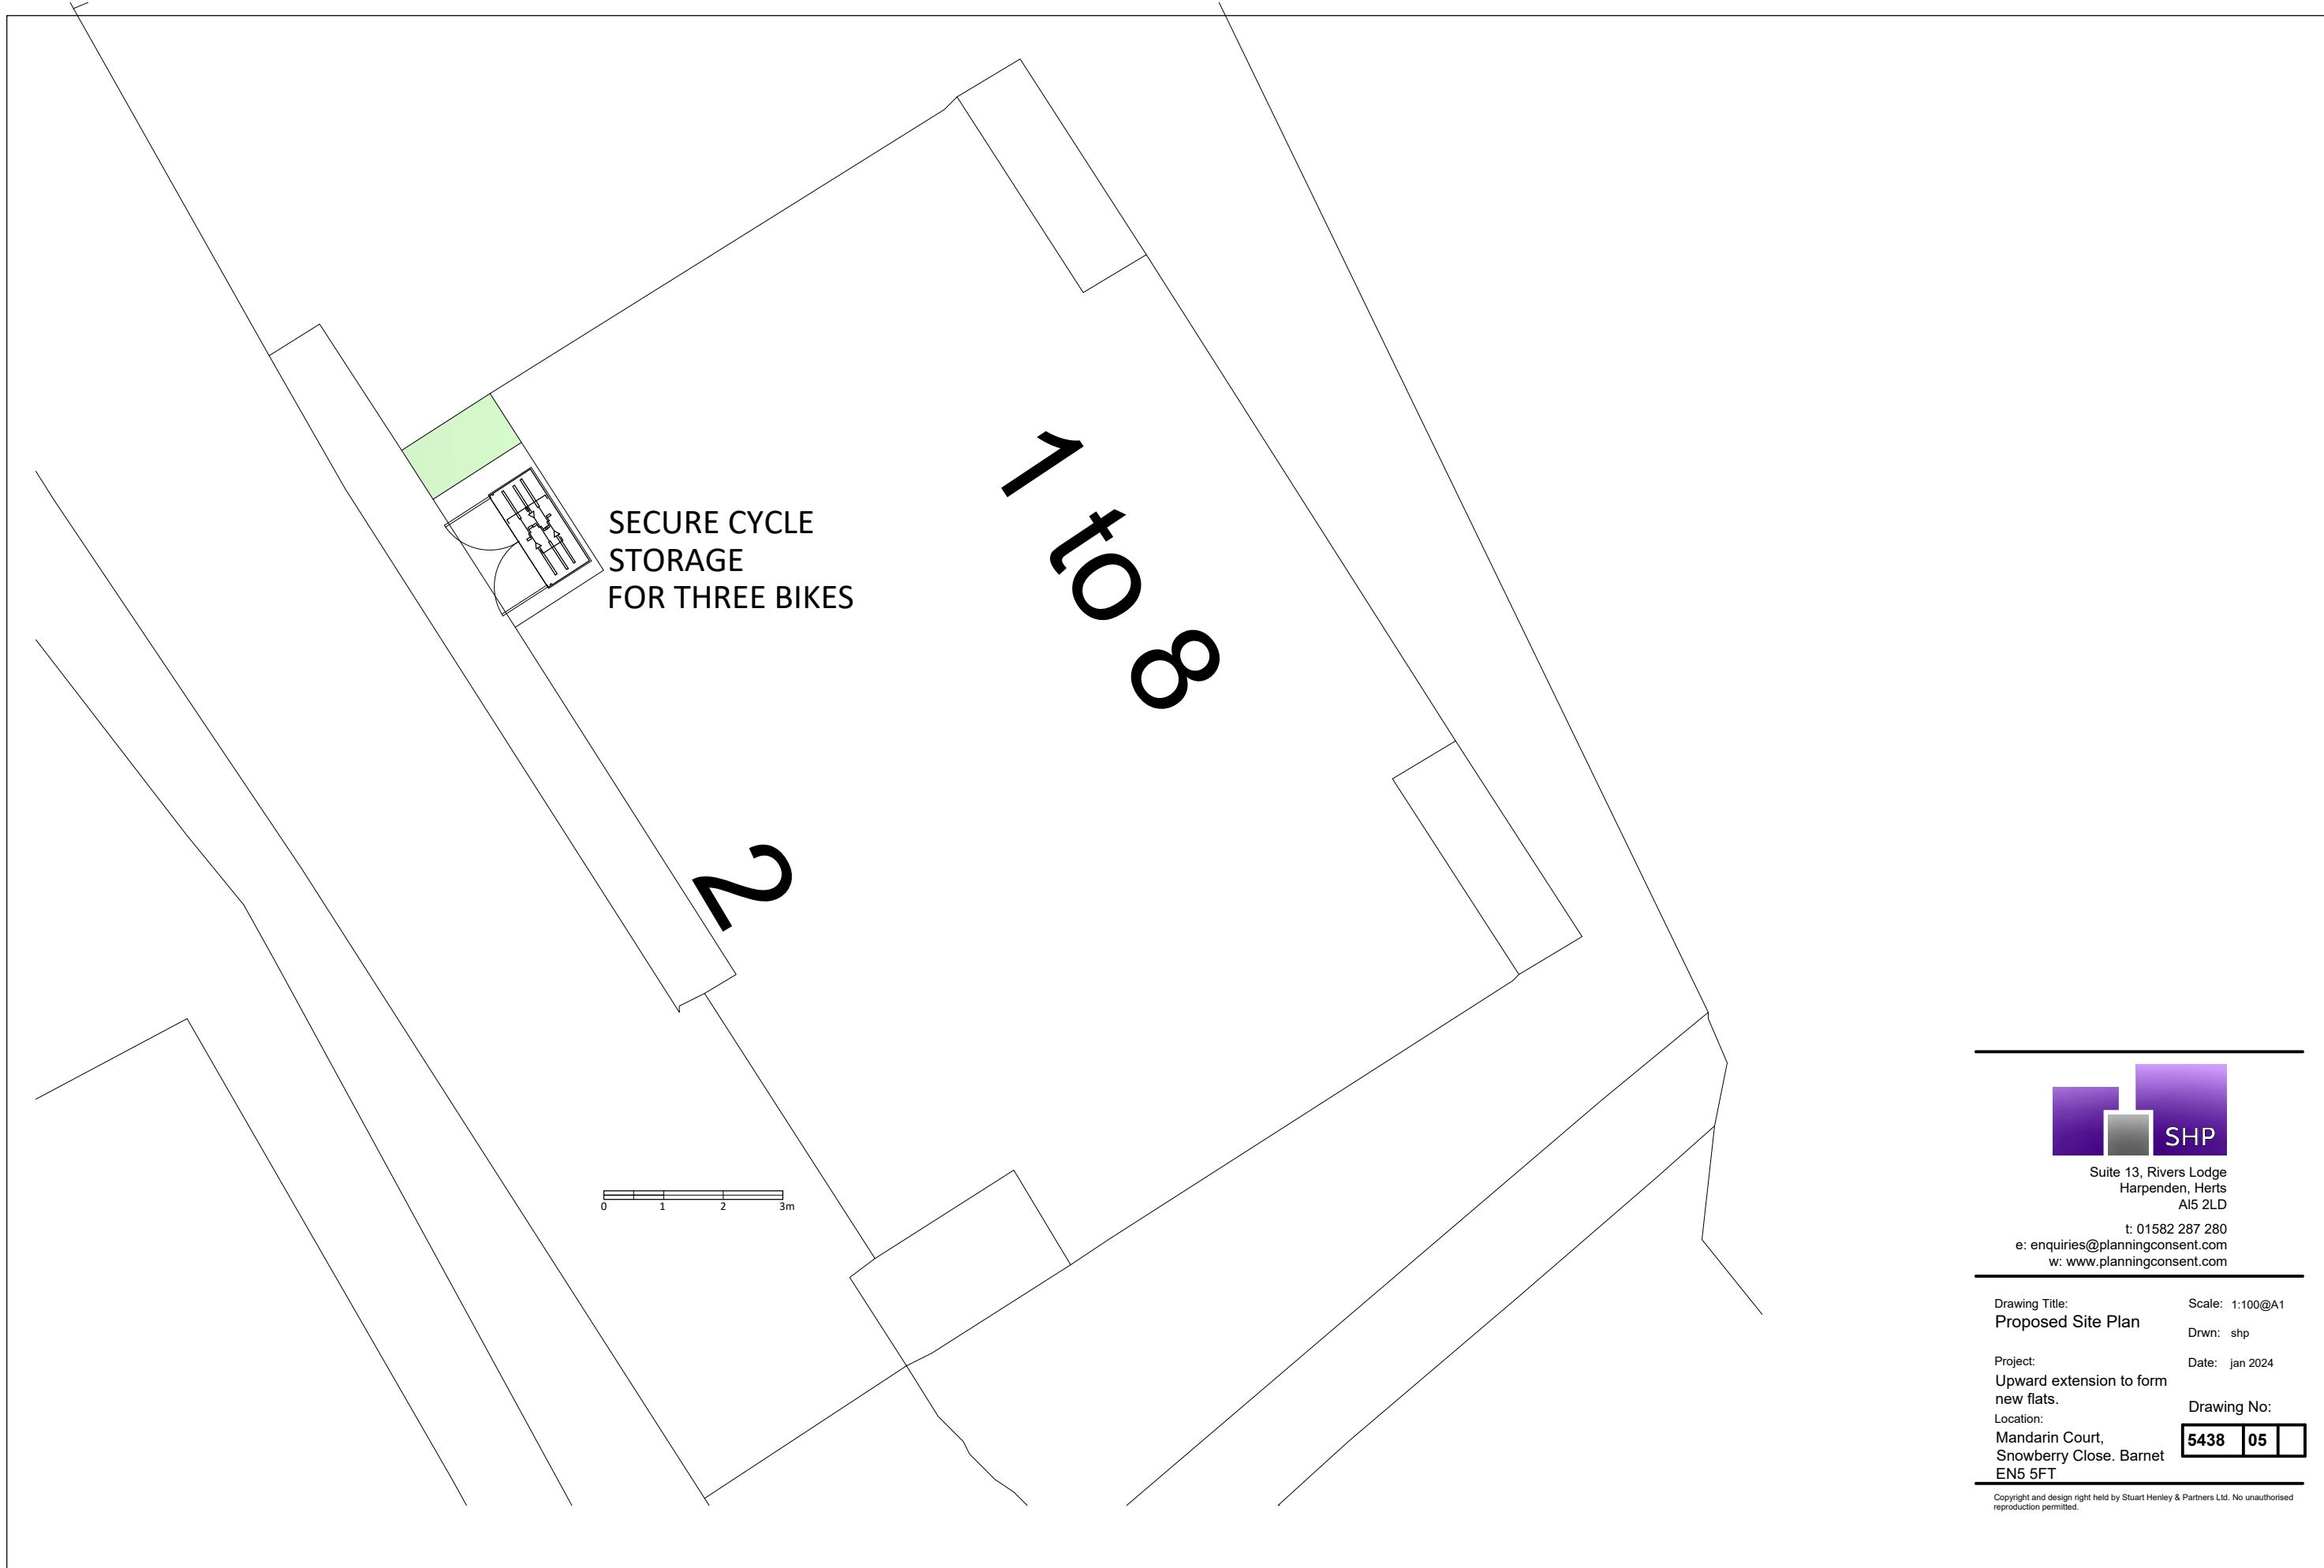 SECURE CYCLE
STORAGE
FOR THREE BIKES
1 to 8
2
0 1 2 3m
SHP
Suite 13, Rivers Lodge
Harpenden, Herts
Al5 2LD
t: 01582 287 280
e: enquiries@planningconsent.com
w: www.planningconsent.com
Drawing Title:
Proposed Site Plan
Scale: 1:100@A1
Drwn: shp
Date: jan 2024
Project:
Upward extension to form
new flats.
Location:
Mandarin Court,
Snowberry Close. Barnet
EN5 5FT
Drawing No:
5438 05
Copyright and design right held by Stuart Henley & Partners Ltd. No unauthorised
reproduction permitted.